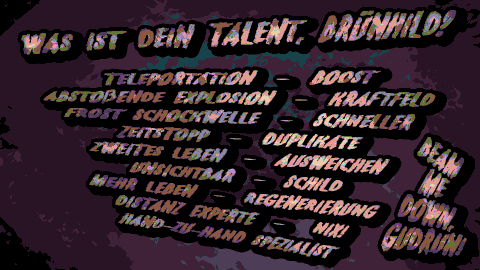 WAS IST DEIN TALENT, BRÜNHILD?
TELEPORTATION – BOOST
ABSTOßENDE EXPLOSION – KRAFTFELD
FROST SCHOCKWELLE – SCHNELLER
ZEITSTOPP – DUPLIKATE
ZWEITES LEBEN – AUSWEICHEN
UNSICHTBAR – SCHILD
MEHR LEBEN – REGENERIERUNG
DISTANZ EXPERTE – NIX!
HAND-ZU-HAND SPEZIALIST
BEAM
ME
DOWN,
GUDRUN!